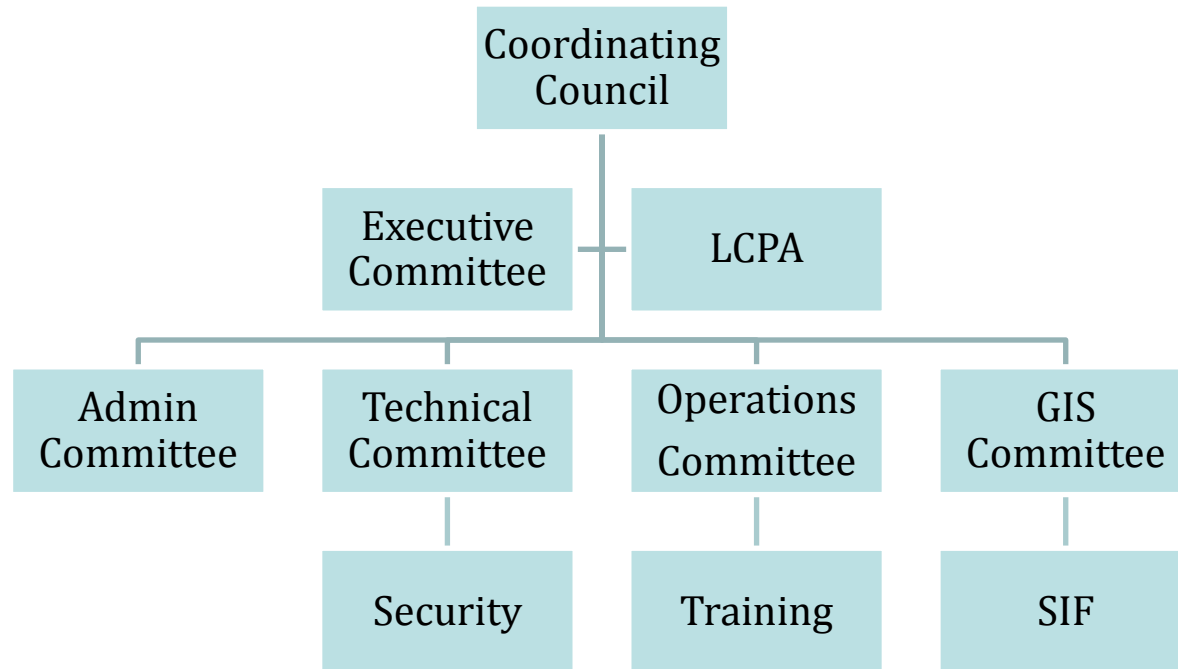 Coordinating
Council
Executive
Committee
LCPA
Admin
Committee
Technical
Committee
Operations
Committee
GIS
Committee
Security
Training
SIF